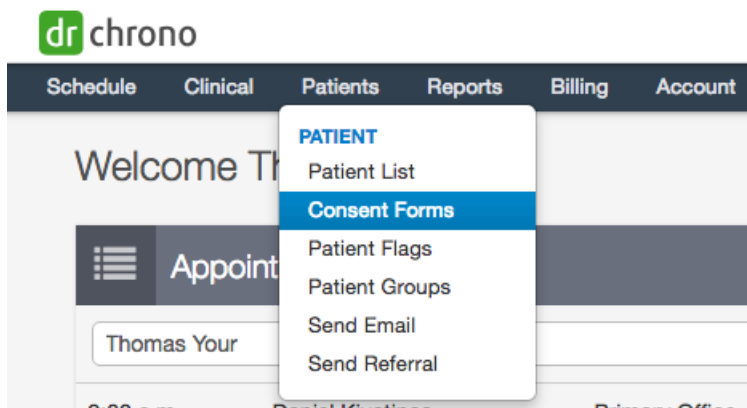 dr chrono
Schedule Clinical Patients Reports Billing Account
PATIENT
Welcome
Patient List
Consent Forms
Patient Flags
Appoint
Patient Groups
Send Email
Thomas Your
Send Referral